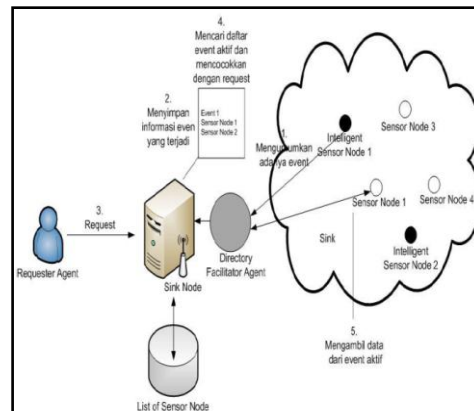 4.
Mencari daftar
event aktif dan
mencocokkan
dengan request
2.
Menyimpan
informasi even
yang terjadi
Event 1
Sensor Node 1
Sensor Node 2
1.
Mengumumkan
adanya event
Intelligent
Sensor Node 1
Sensor Node 3
Sensor Node 1
Sensor Node 4
3.
Request
Requester Agent
Sink Node
Directory
Facilitator Agent
Sink
Intelligent
Sensor Node 2
5.
Mengambil data
dari event aktif
List of Sensor Node